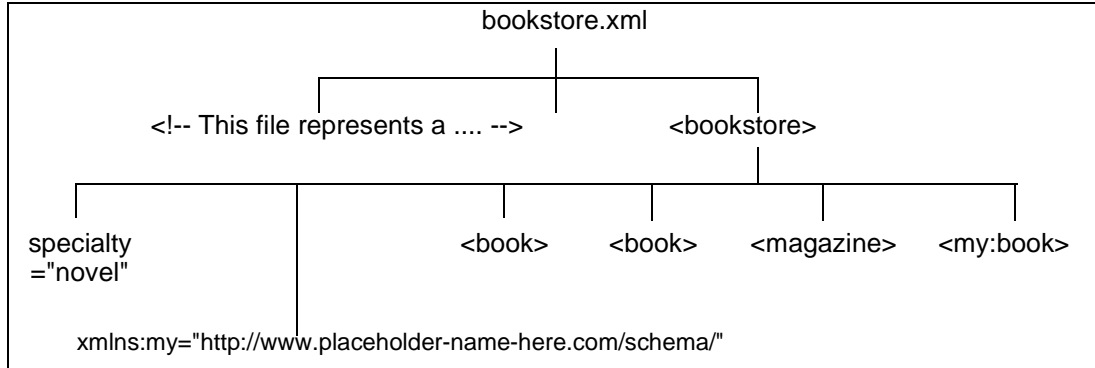 bookstore.xml
<!-- This file represents a .... -->
<bookstore>
specialty
="novel"
<book>
<book>
<magazine>
<my:book>
xmlns:my="http://www.placeholder-name-here.com/schema/"